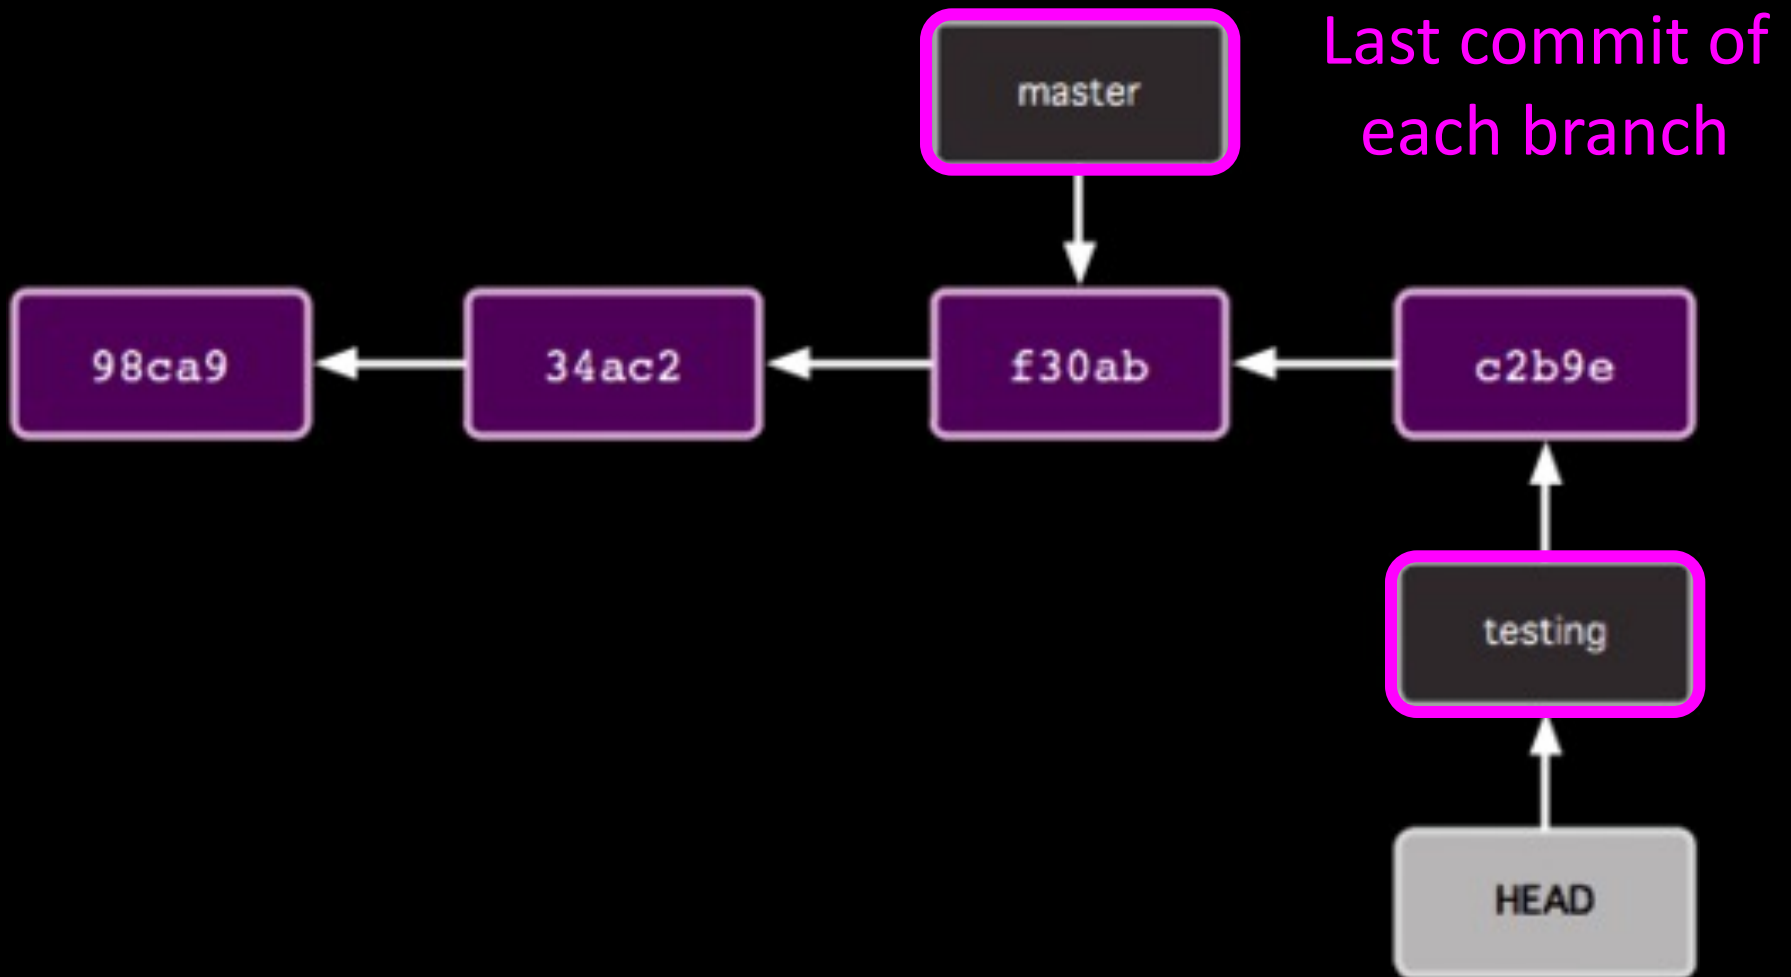 master
Last commit of
each branch
98ca9
34ac2
f30ab
c2b9e
testing
HEAD